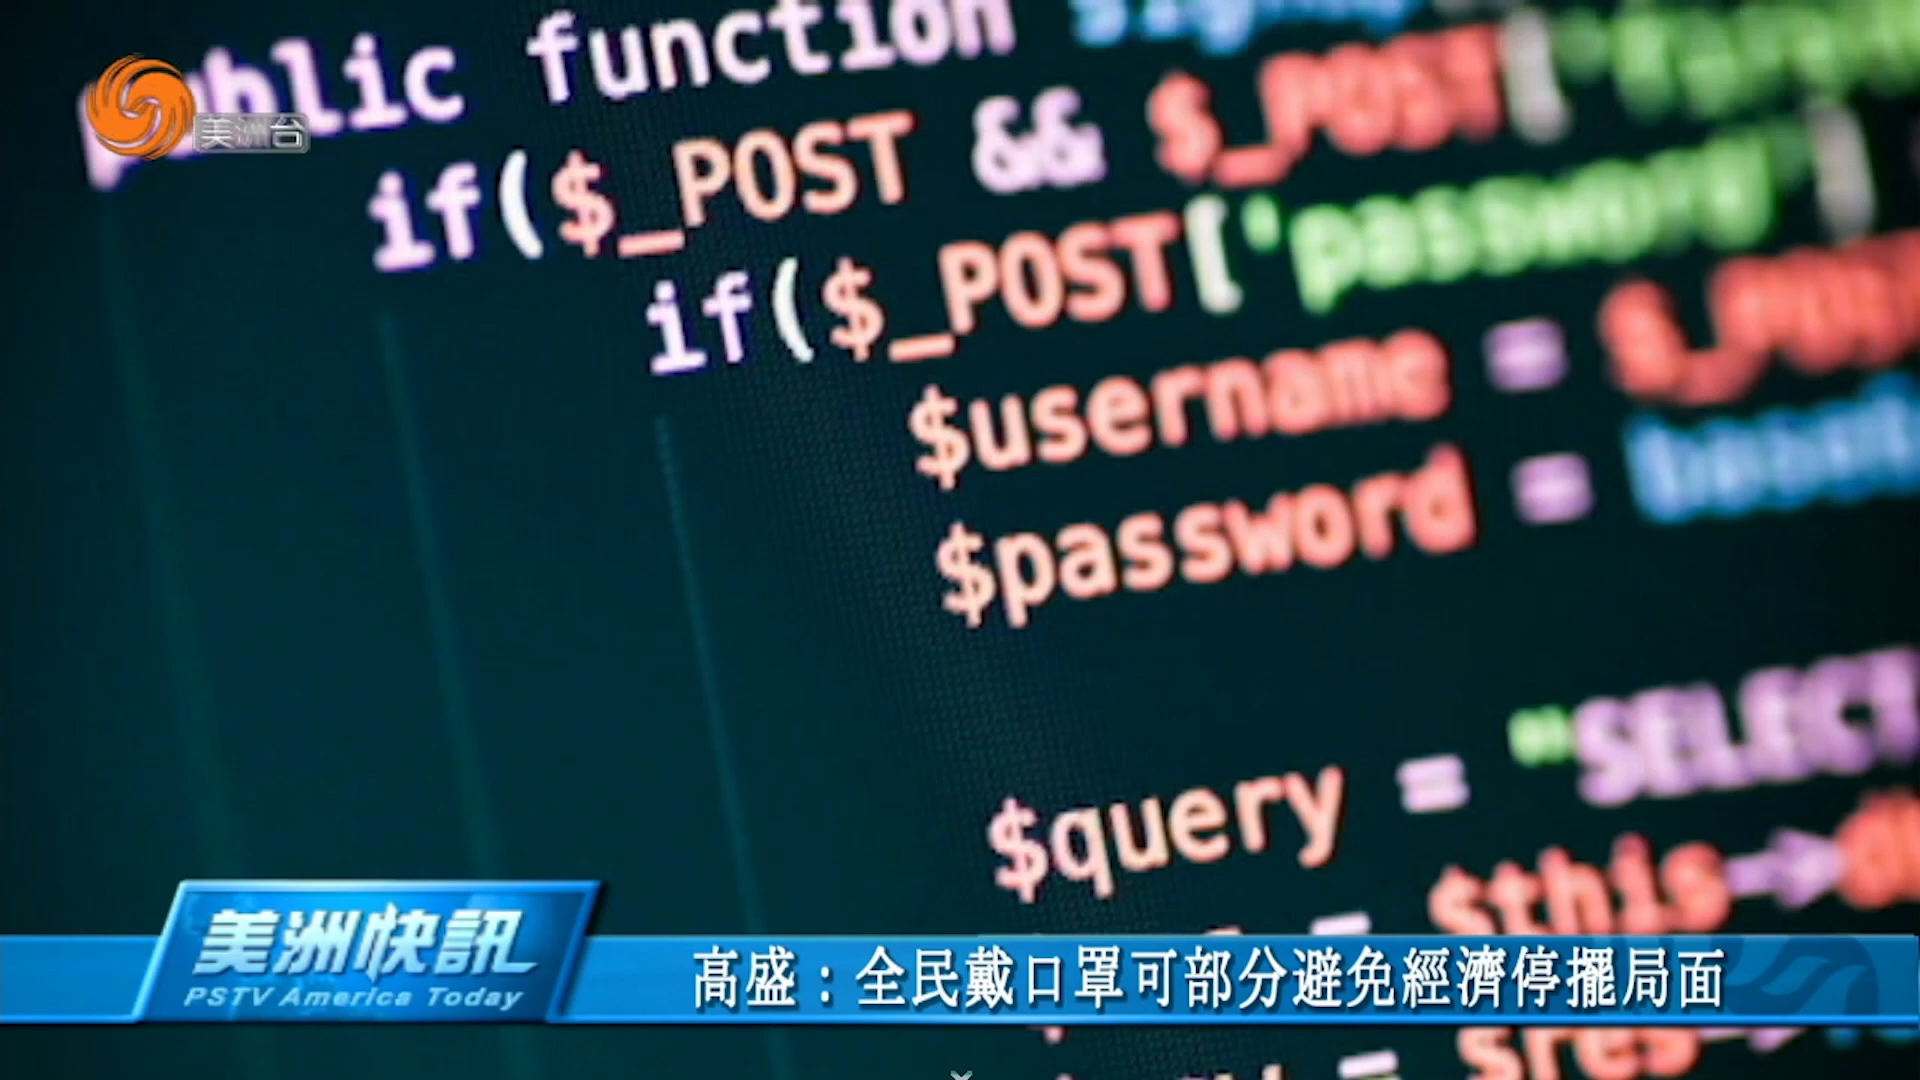 public function
美洲台
if($_POST && $_POST[
if($_POST['password']
$username = $_POST
$password =
$query = "SELECT
= $this->
美洲快訊
PSTV America Today
高盛：全民戴口罩可部分避免經濟停擺局面
$res